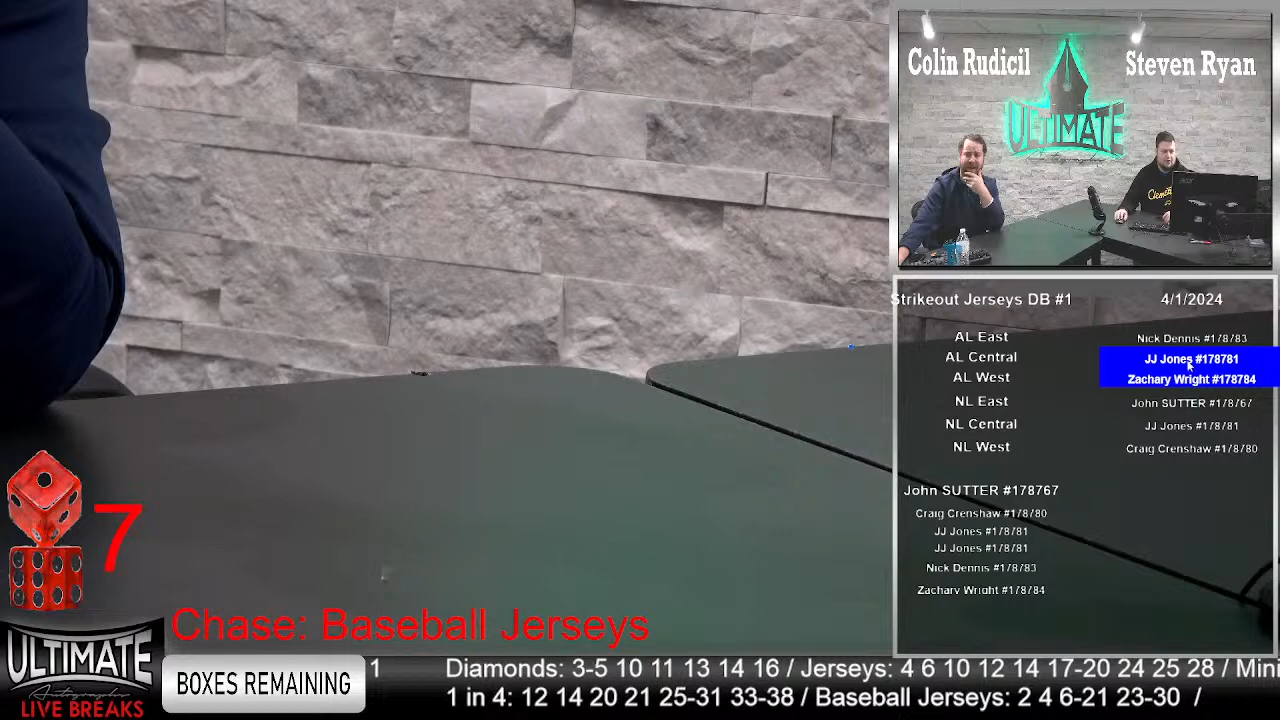 Colin Rudicil
Steven Ryan
ULTIMATE
Strikeout Jerseys DB #1
4/1/2024
AL East
Nick Dennis #178783
AL Central
JJ Jones #178781
AL West
Zachary Wright #178784
NL East
John SUTTER #178767
NL Central
JJ Jones #178781
NL West
Craig Crenshaw #178780
John SUTTER #178767
Craig Crenshaw #178780
JJ Jones #178781
JJ Jones #178781
Nick Dennis #178783
Zachary Wright #178784
7
Chase: Baseball Jerseys
ULTIMATE
Autographs
LIVE BREAKS
BOXES REMAINING
1
Diamonds: 3-5 10 11 13 14 16 / Jerseys: 4 6 10 12 14 17-20 24 25 28 / Mini
1 in 4: 12 14 20 21 25-31 33-38 / Baseball Jerseys: 2 4 6-21 23-30 /